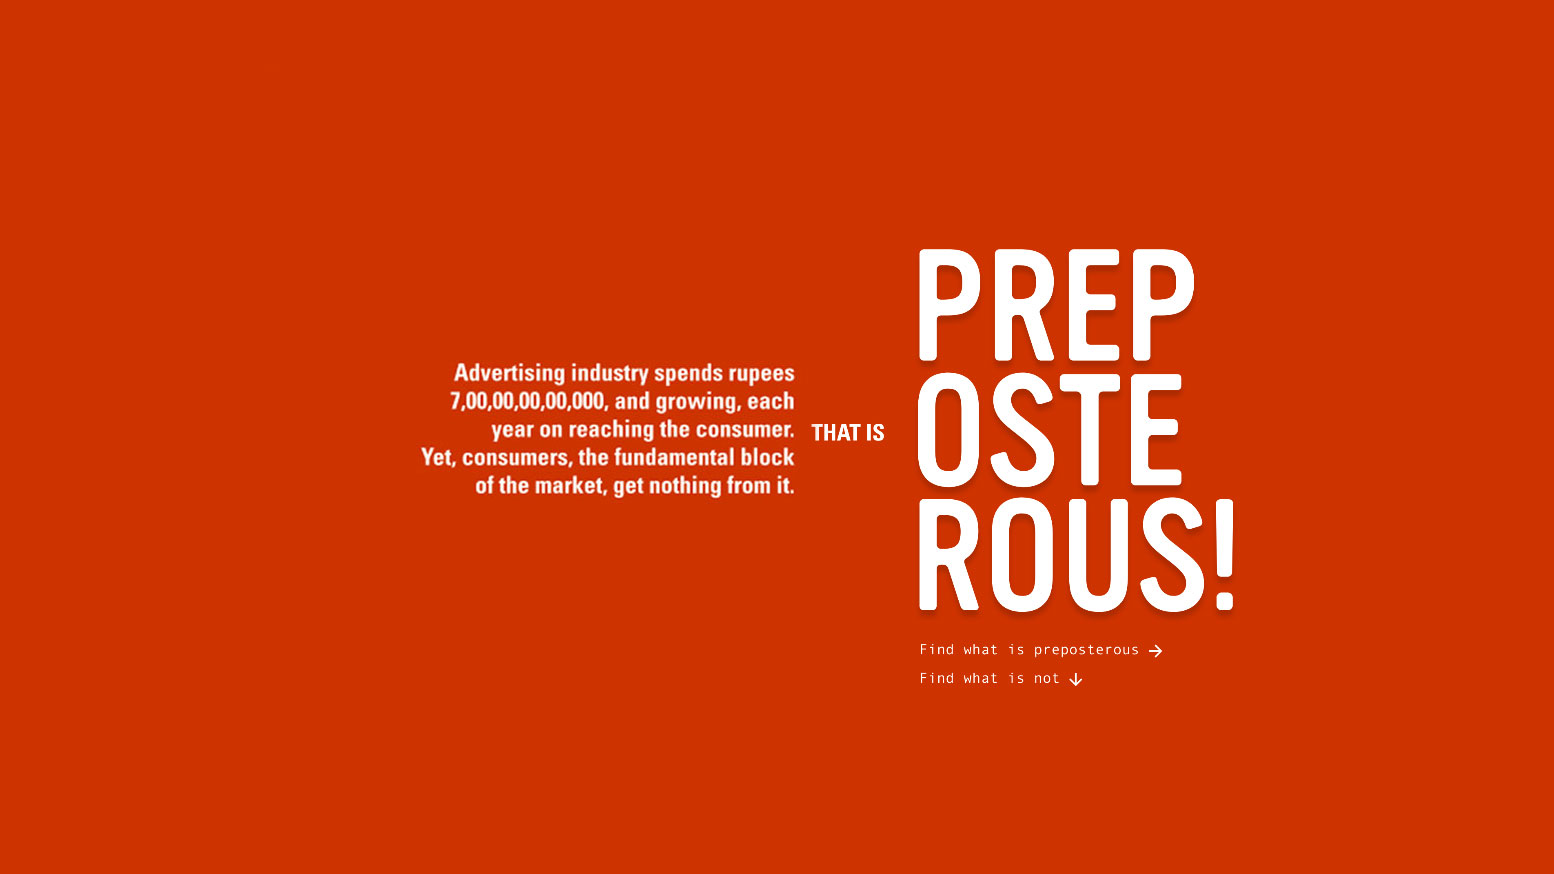 Advertising industry spends rupees
7,00,00,00,00,000, and growing, each
year on reaching the consumer.
Yet, consumers, the fundamental block
of the market, get nothing from it.
THAT IS
PREP
OSTE
ROUS!
Find what is preposterous →
Find what is not ↓